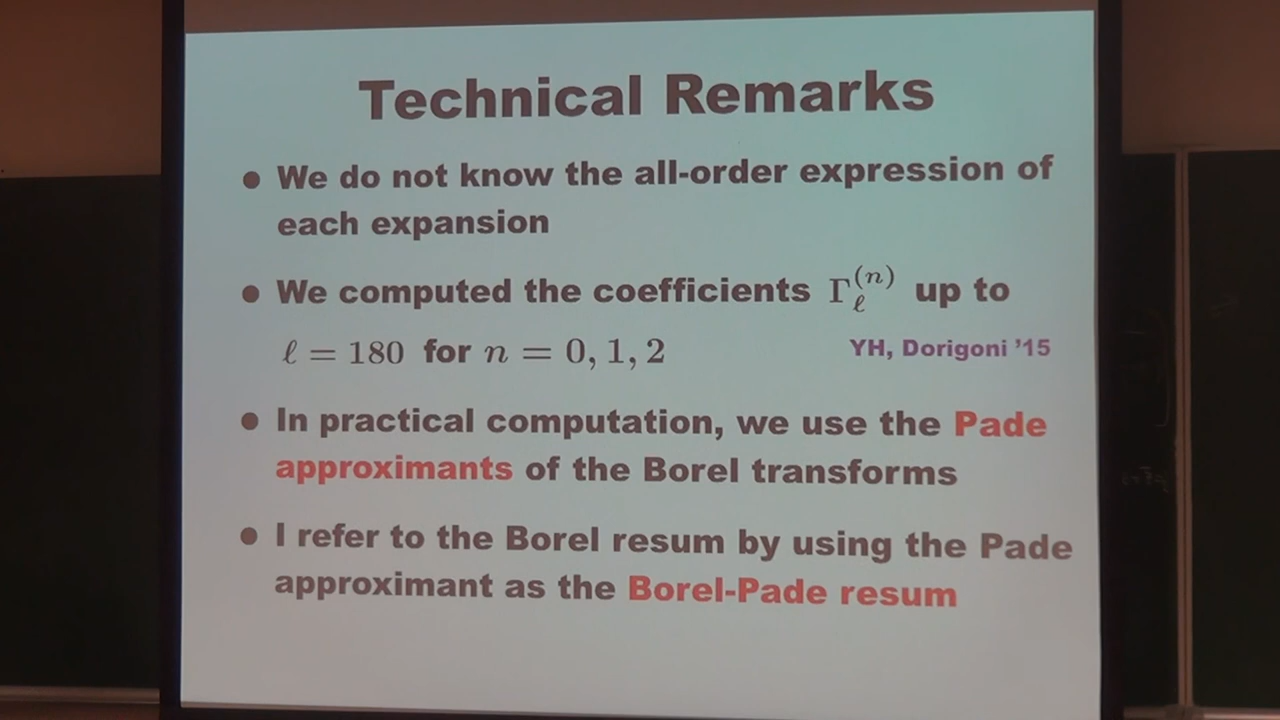 Technical Remarks
• We do not know the all-order expression of
each expansion
• We computed the coefficients Γ_ℓ^(n) up to
ℓ = 180 for n = 0, 1, 2 YH, Dorigoni ’15
• In practical computation, we use the Pade
approximants of the Borel transforms
• I refer to the Borel resum by using the Pade
approximant as the Borel-Pade resum